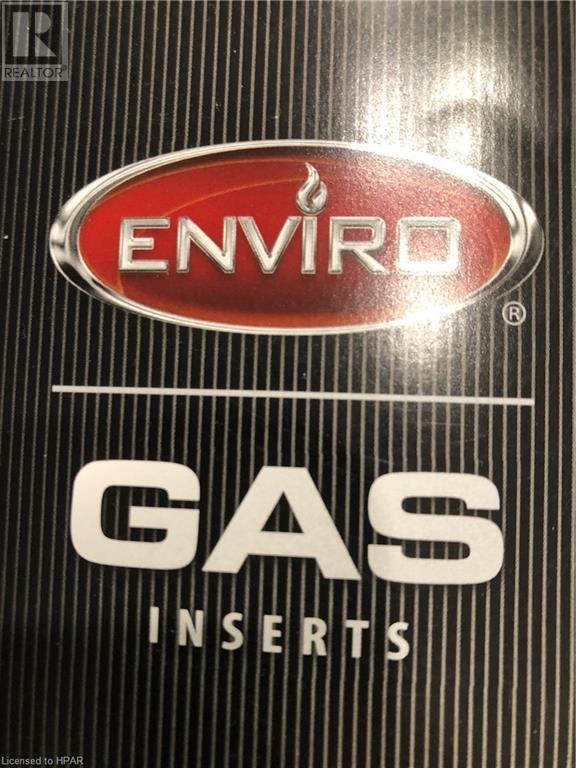 R
REALTOR®
ENVIRO
®
GAS
INSERTS
Licensed to HPAR